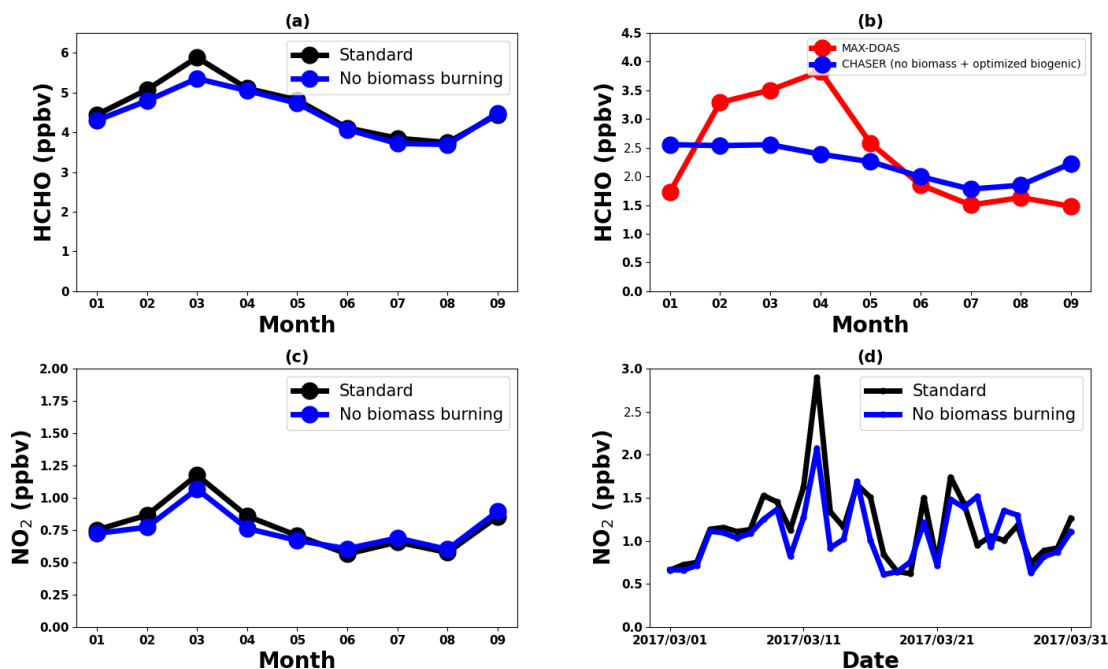 (a)
6
5
4
3
2
1
0
HCHO (ppbv)
Standard
No biomass burning
01 02 03 04 05 06 07 08 09
Month
(b)
4.5
4.0
3.5
3.0
2.5
2.0
1.5
1.0
0.5
0.0
HCHO (ppbv)
MAX-DOAS
CHASER (no biomass + optimized biogenic)
01 02 03 04 05 06 07 08 09
Month
(c)
2.00
1.75
1.50
1.25
1.00
0.75
0.50
0.25
0.00
NO₂ (ppbv)
Standard
No biomass burning
01 02 03 04 05 06 07 08 09
Month
(d)
3.0
2.5
2.0
1.5
1.0
0.5
0.0
NO₂ (ppbv)
Standard
No biomass burning
2017/03/01 2017/03/11 2017/03/21 2017/03/31
Date